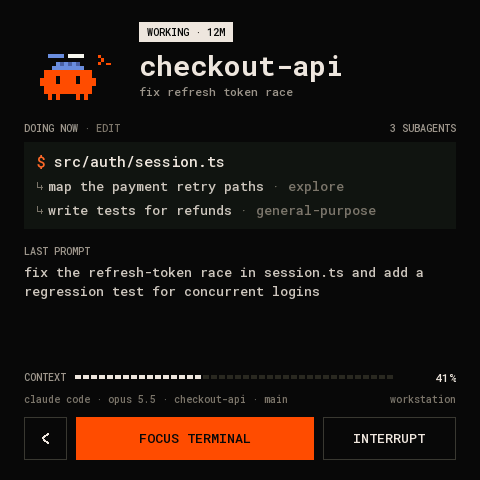 WORKING · 12M
checkout-api
fix refresh token race
DOING NOW · EDIT
3 SUBAGENTS
$ src/auth/session.ts
↳ map the payment retry paths · explore
↳ write tests for refunds · general-purpose
LAST PROMPT
fix the refresh-token race in session.ts and add a
regression test for concurrent logins
CONTEXT
41%
claude code · opus 5.5 · checkout-api · main
workstation
<
FOCUS TERMINAL
INTERRUPT